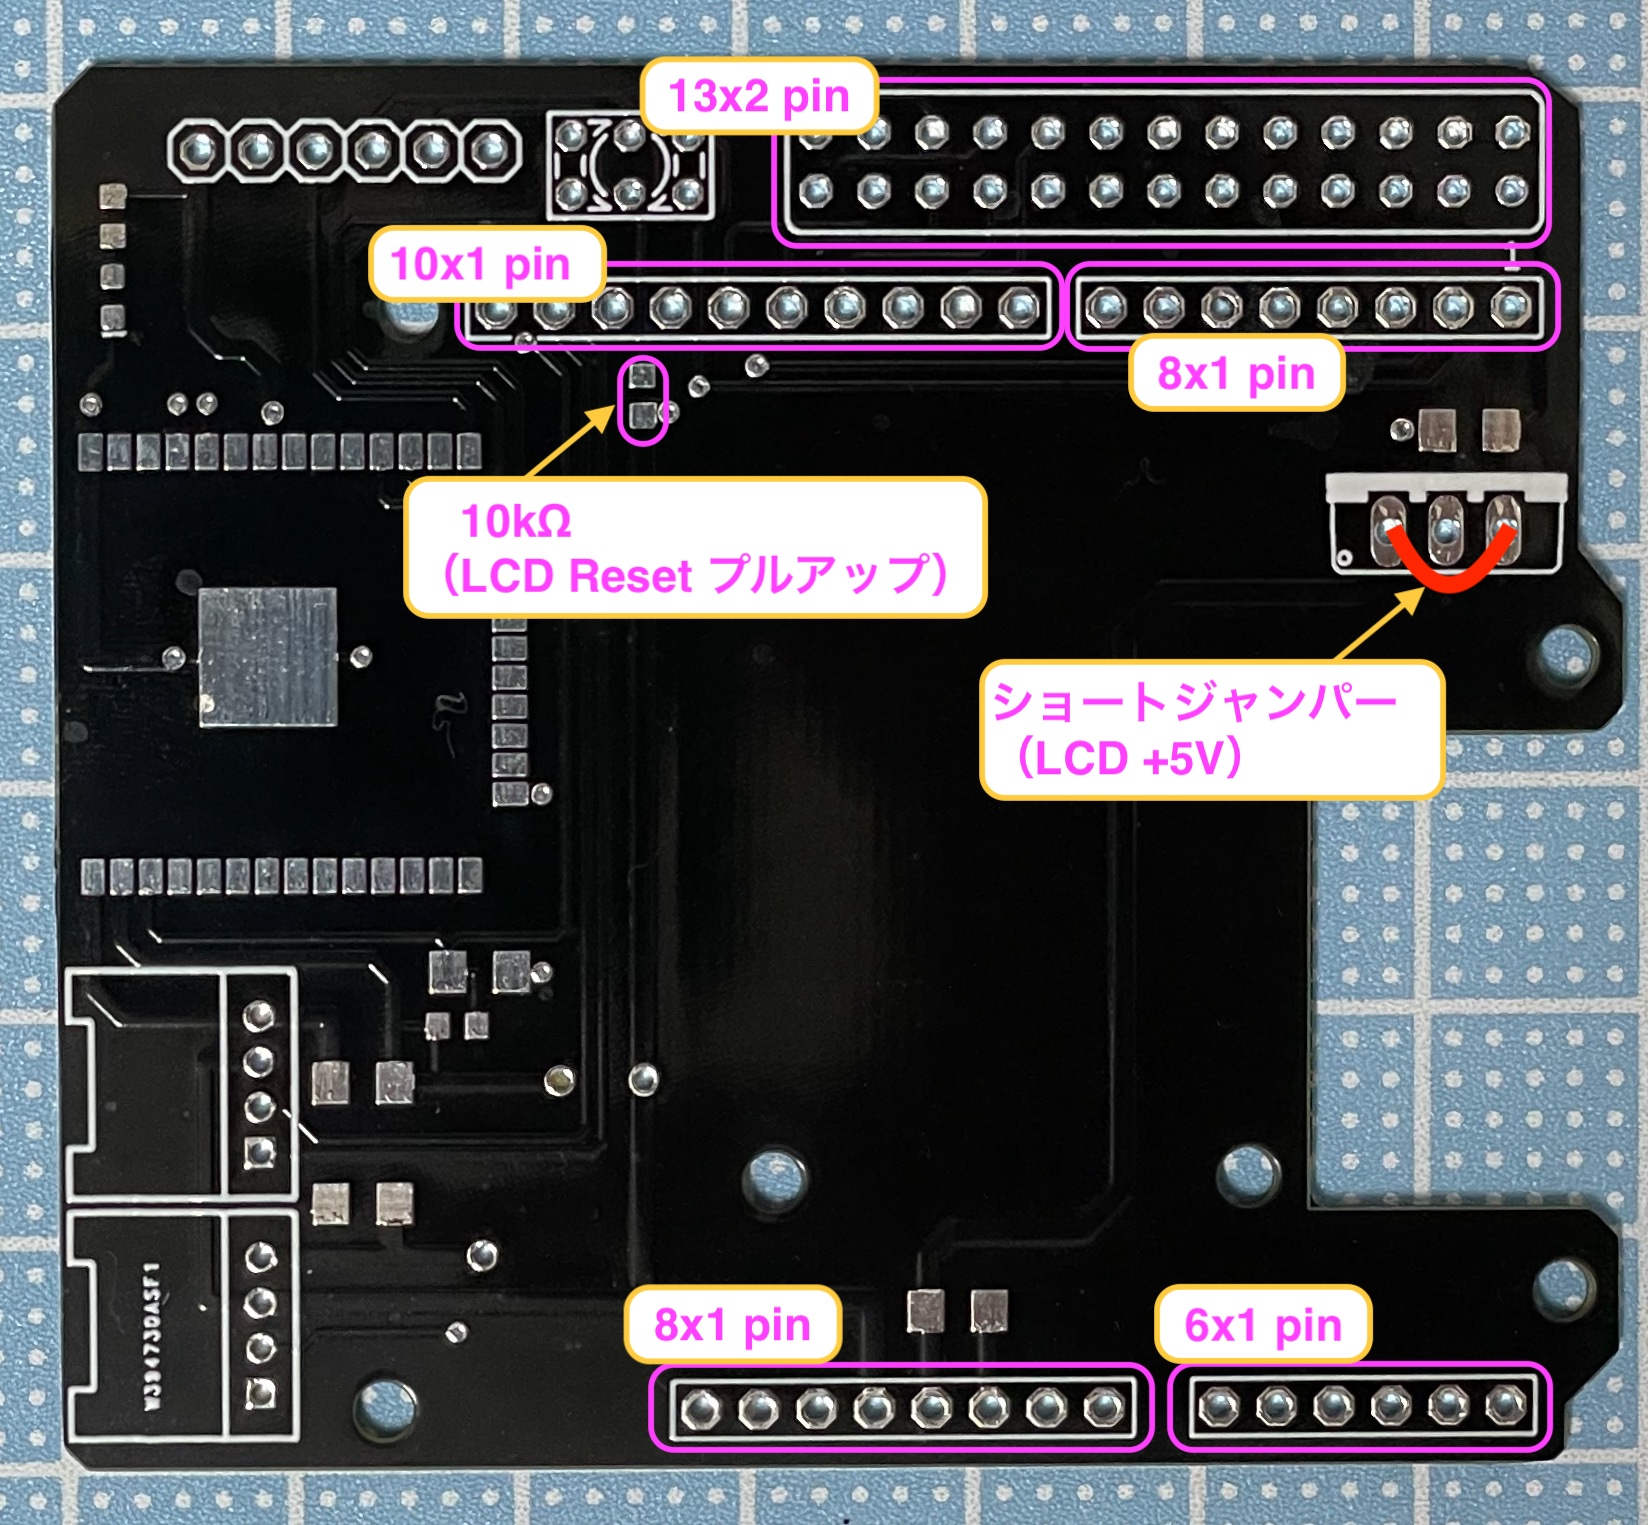 13x2 pin
10x1 pin
8x1 pin
10kΩ
（LCD Reset プルアップ）
ショートジャンパー
（LCD +5V）
8x1 pin
6x1 pin